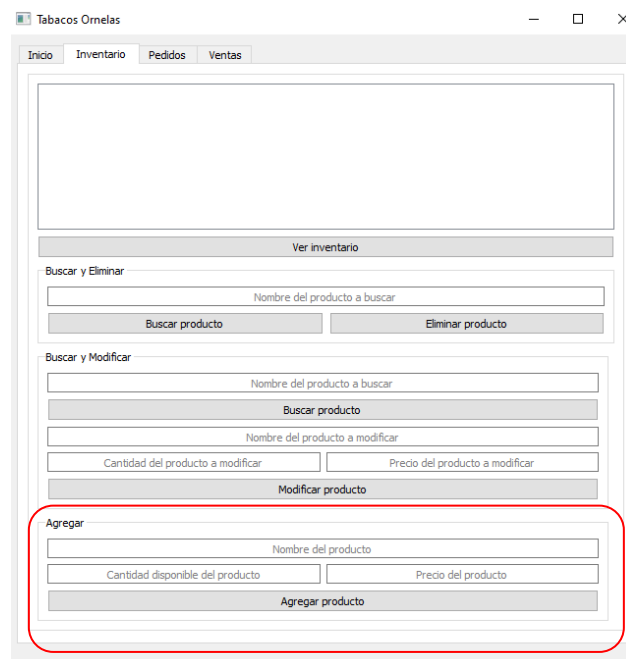 Tabacos Ornelas
Inicio Inventario Pedidos Ventas
Ver inventario
Buscar y Eliminar
Nombre del producto a buscar
Buscar producto Eliminar producto
Buscar y Modificar
Nombre del producto a buscar
Buscar producto
Nombre del producto a modificar
Cantidad del producto a modificar Precio del producto a modificar
Modificar producto
Agregar
Nombre del producto
Cantidad disponible del producto Precio del producto
Agregar producto